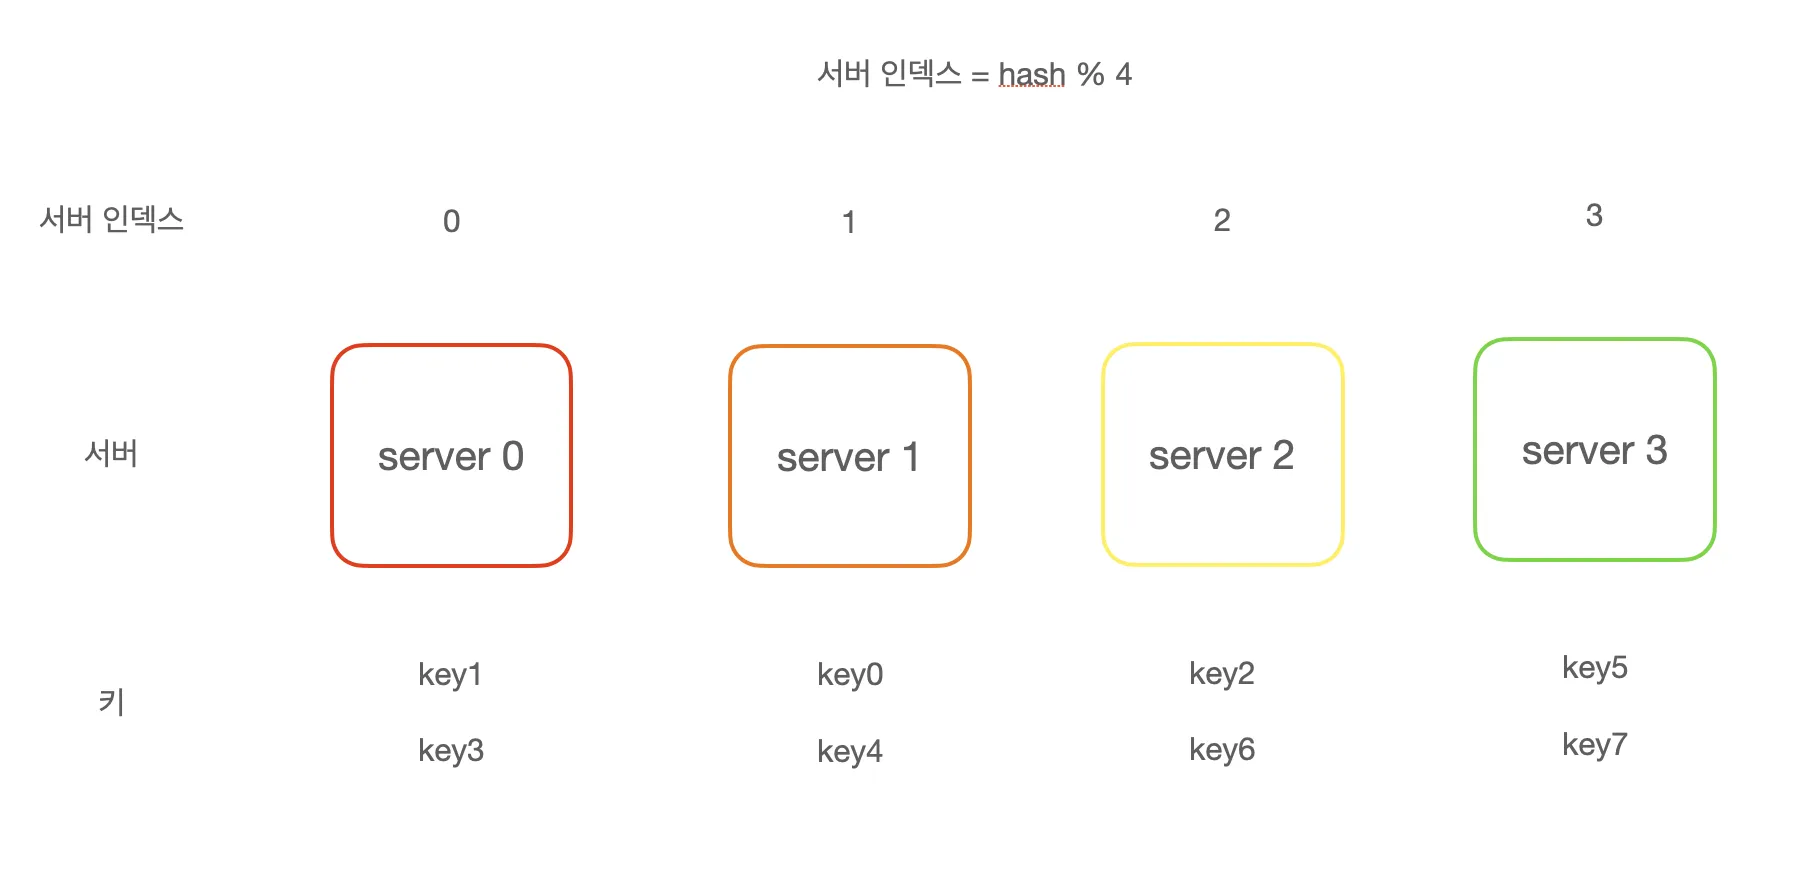 서버 인덱스 = hash % 4
서버 인덱스 0 1 2 3
서버 server 0 server 1 server 2 server 3
키
key1 key0 key2 key5
key3 key4 key6 key7